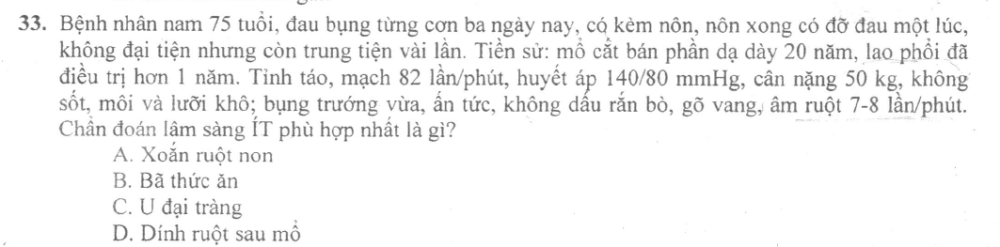 33. Bệnh nhân nam 75 tuổi, đau bụng từng cơn ba ngày nay, có kèm nôn, nôn xong có đỡ đau một lúc,
không đại tiện nhưng còn trung tiện vài lần. Tiền sử: mổ cắt bán phần dạ dày 20 năm, lao phổi đã
điều trị hơn 1 năm. Tỉnh táo, mạch 82 lần/phút, huyết áp 140/80 mmHg, cân nặng 50 kg, không
sốt, môi và lưỡi khô; bụng trướng vừa, ấn tức, không dấu rắn bò, gõ vang, âm ruột 7-8 lần/phút.
Chẩn đoán lâm sàng ÍT phù hợp nhất là gì?
A. Xoắn ruột non
B. Bã thức ăn
C. U đại tràng
D. Dính ruột sau mổ